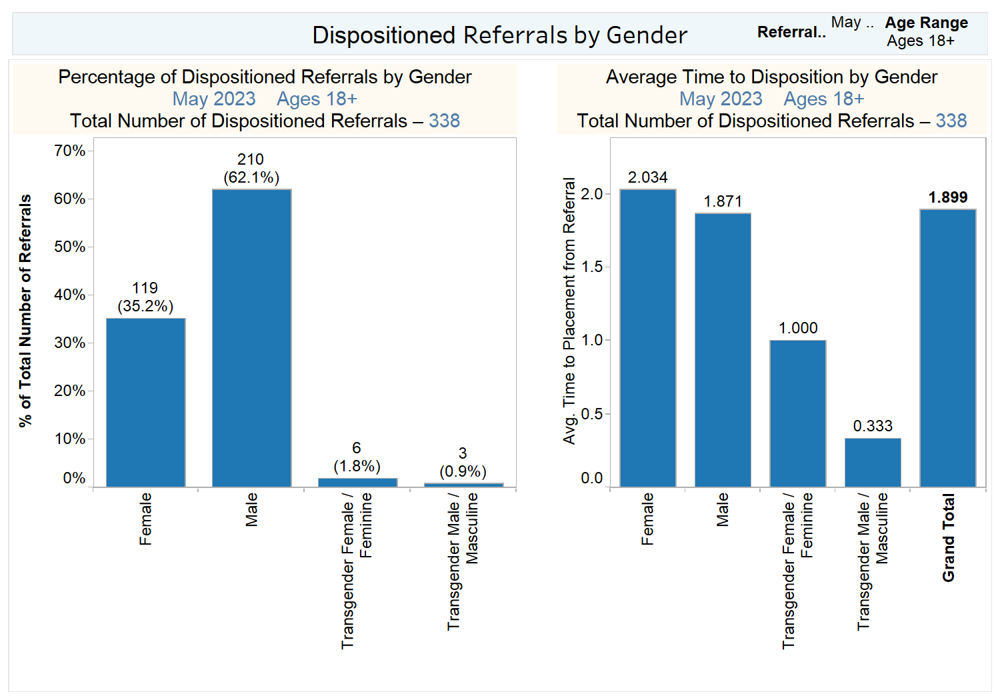 Dispositioned Referrals by Gender
Referral..
May ..
Age Range
Ages 18+
Percentage of Dispositioned Referrals by Gender
May 2023 Ages 18+
Total Number of Dispositioned Referrals – 338
% of Total Number of Referrals
70%
60%
50%
40%
30%
20%
10%
0%
119
(35.2%)
210
(62.1%)
6
(1.8%)
3
(0.9%)
Female
Male
Transgender Female /
Feminine
Transgender Male /
Masculine
Average Time to Disposition by Gender
May 2023 Ages 18+
Total Number of Dispositioned Referrals – 338
Avg. Time to Placement from Referral
2.0
1.5
1.0
0.5
0.0
2.034
1.871
1.000
0.333
1.899
Female
Male
Transgender Female /
Feminine
Transgender Male /
Masculine
Grand Total